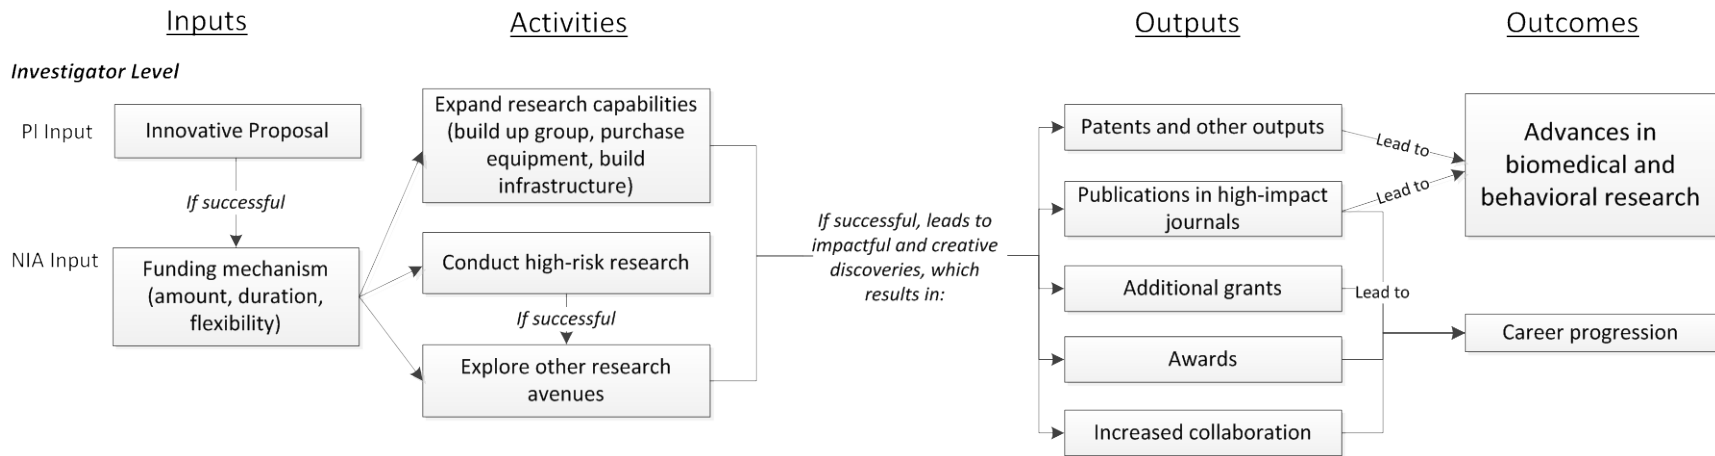 Inputs
Activities
Outputs
Outcomes
Investigator Level
PI Input
Innovative Proposal
If successful
NIA Input
Funding mechanism
(amount, duration,
flexibility)
Expand research capabilities
(build up group, purchase
equipment, build
infrastructure)
Conduct high-risk research
If successful
Explore other research
avenues
If successful, leads to
impactful and creative
discoveries, which
results in:
Patents and other outputs
Publications in high-impact
journals
Additional grants
Awards
Increased collaboration
Lead to
Lead to
Lead to
Advances in
biomedical and
behavioral research
Career progression